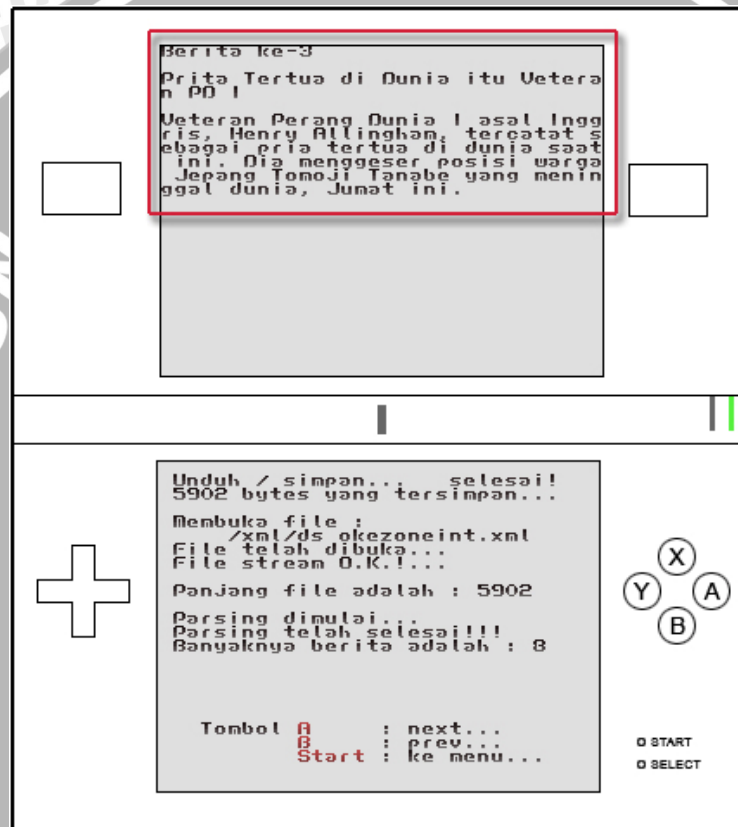 Berita ke-3
Prita Tertua di Dunia itu Vetera
n PD I
Veteran Perang Dunia I asal Ingg
ris, Henry Allingham, tercatat s
ebagai pria tertua di dunia saat
ini. Dia menggeser posisi warga
Jepang Tomoji Tanabe yang menin
ggal dunia, Jumat ini.
Unduh / simpan... selesai!
5902 bytes yang tersimpan...
Membuka file :
/xml/ds okezoneint.xml
File telah dibuka...
File stream O.K.!...
Panjang file adalah : 5902
Parsing dimulai...
Parsing telah selesai!!!
Banyaknya berita adalah : 8
Tombol A : next...
B : prev...
Start : ke menu...
X
Y A
B
START
SELECT